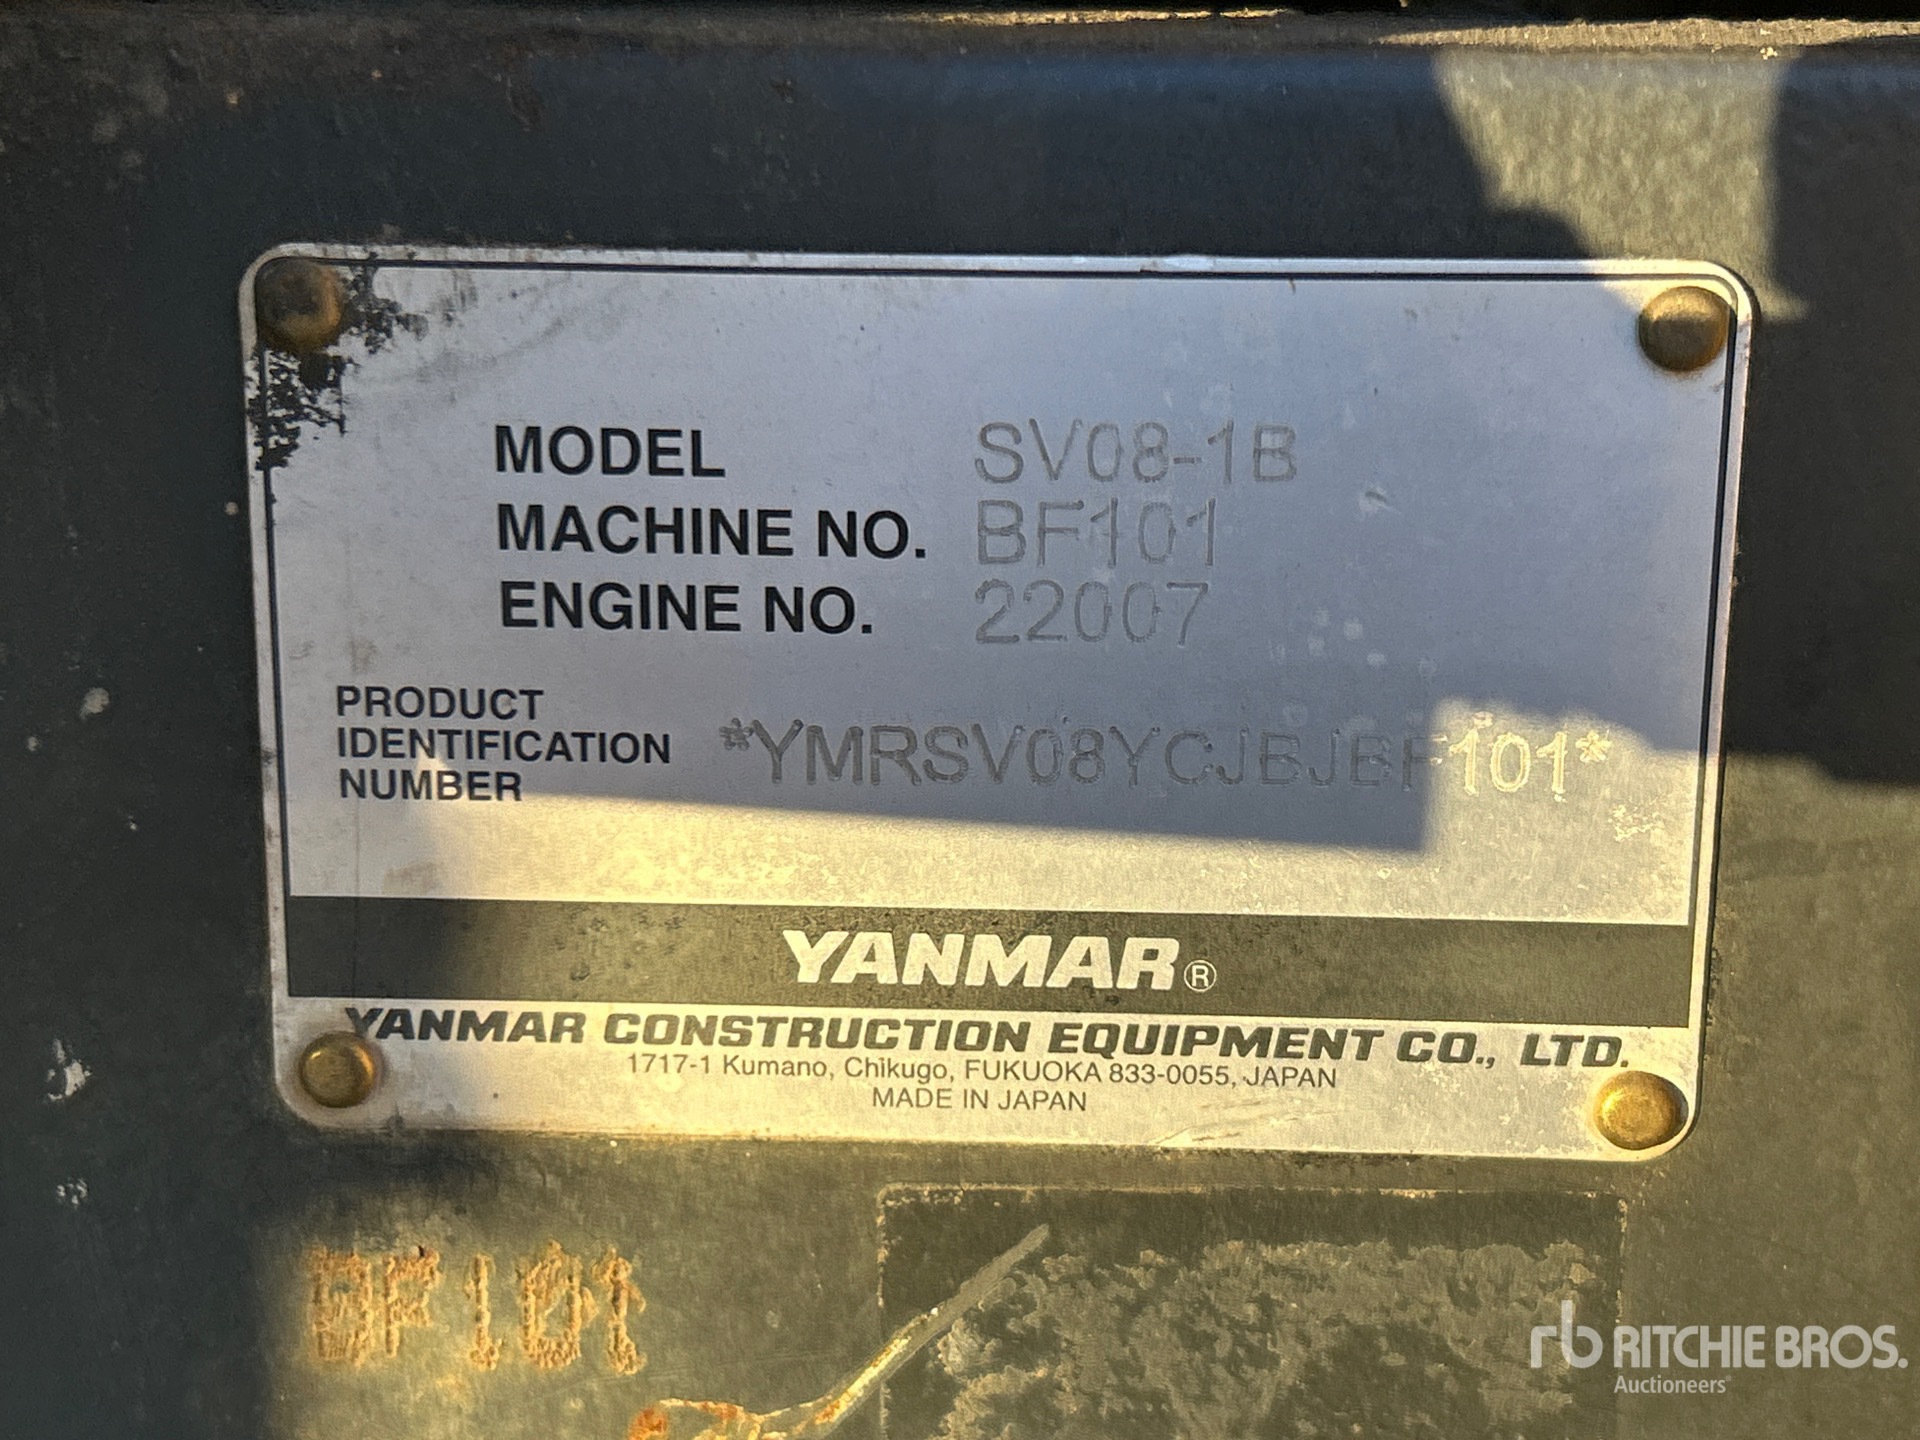 MODEL SV08-1B
MACHINE NO. BF101
ENGINE NO. 22007
PRODUCT
IDENTIFICATION
NUMBER
*YMRSV08YCJBJBF101*
YANMAR®
YANMAR CONSTRUCTION EQUIPMENT CO., LTD.
1717-1 Kumano, Chikugo, FUKUOKA 833-0055, JAPAN
MADE IN JAPAN
BF101
rb RITCHIE BROS.
Auctioneers